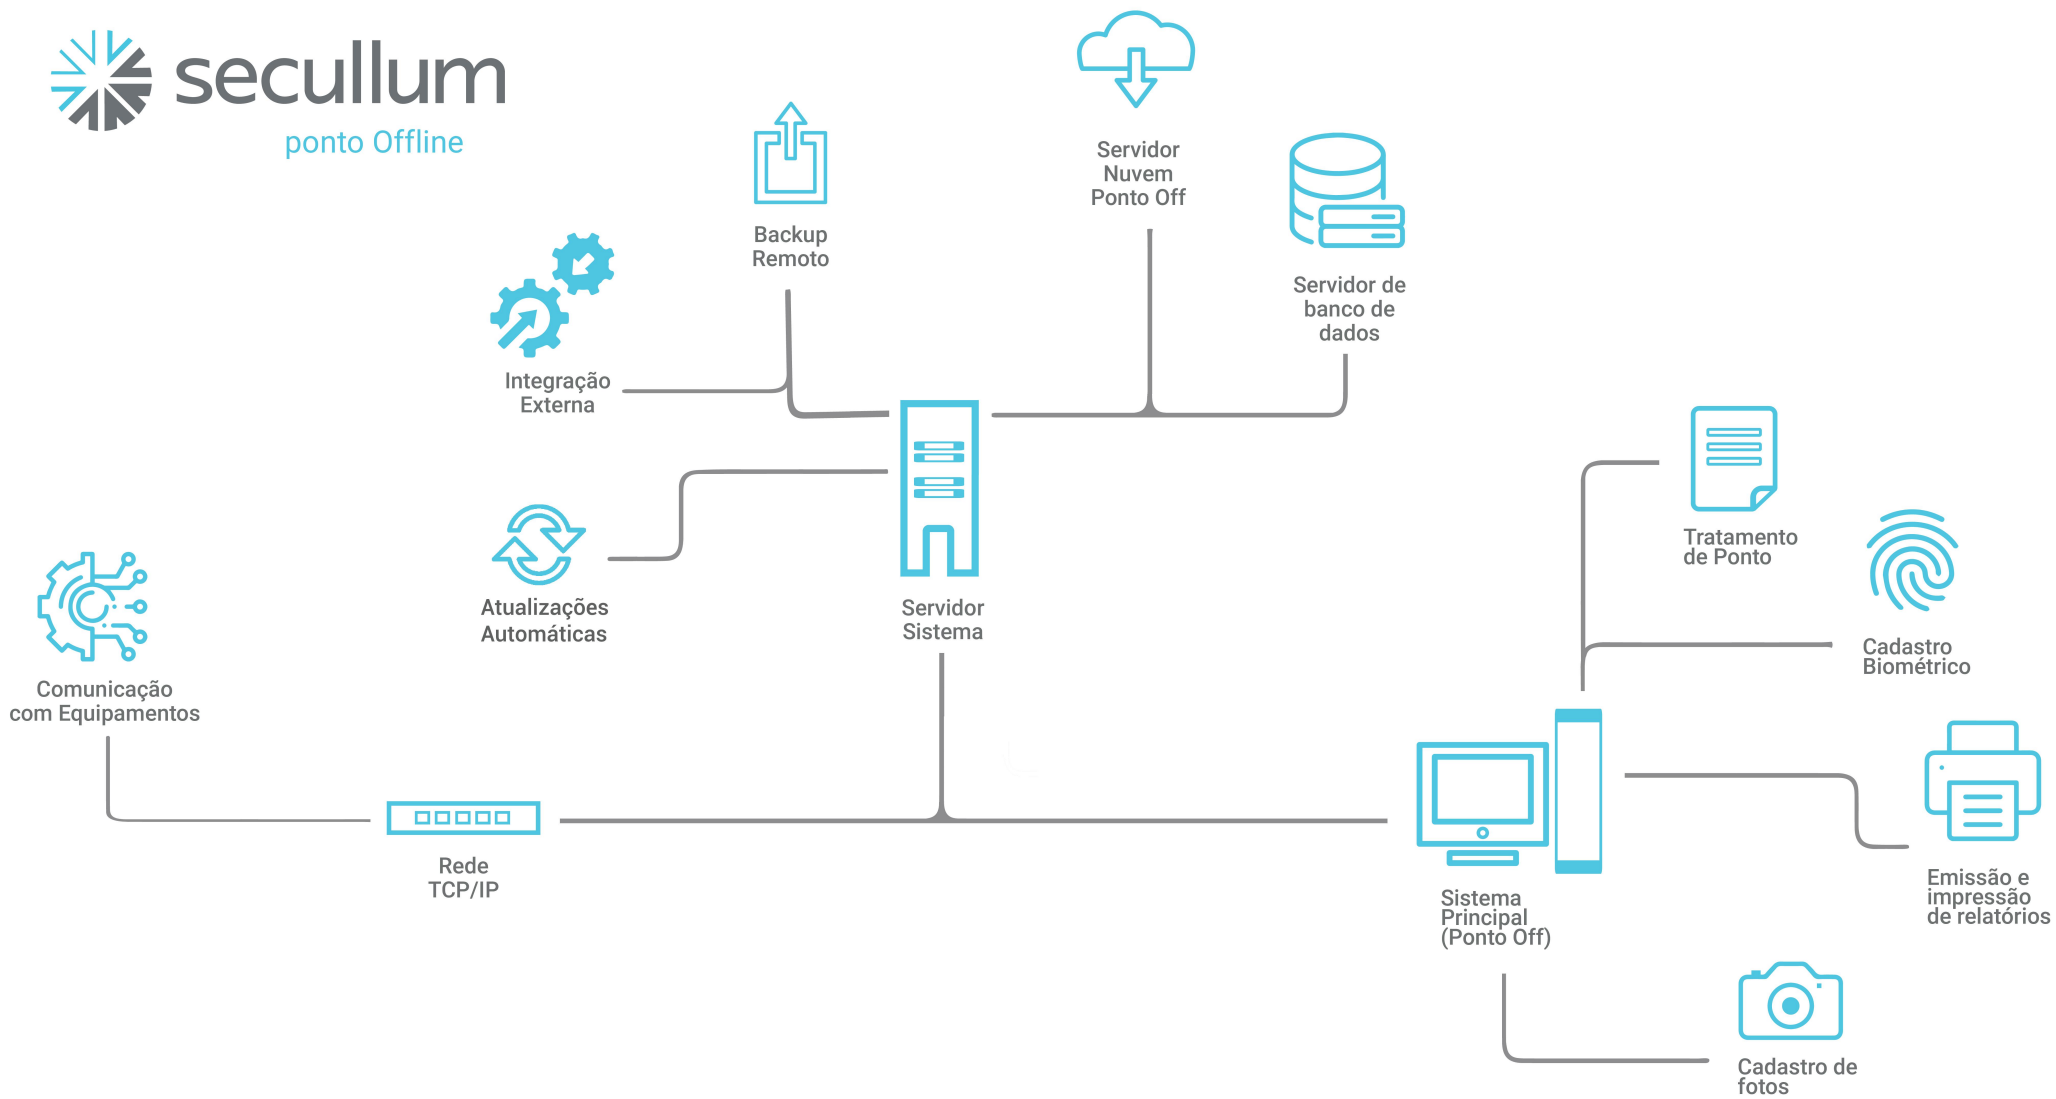 secullum
ponto Offline
Servidor
Nuvem
Ponto Off
Backup
Remoto
Servidor de
banco de
dados
Integração
Externa
Tratamento
de Ponto
Atualizações
Automáticas
Servidor
Sistema
Cadastro
Biométrico
Comunicação
com Equipamentos
Rede
TCP/IP
Sistema
Principal
(Ponto Off)
Emissão e
impressão
de relatórios
Cadastro de
fotos